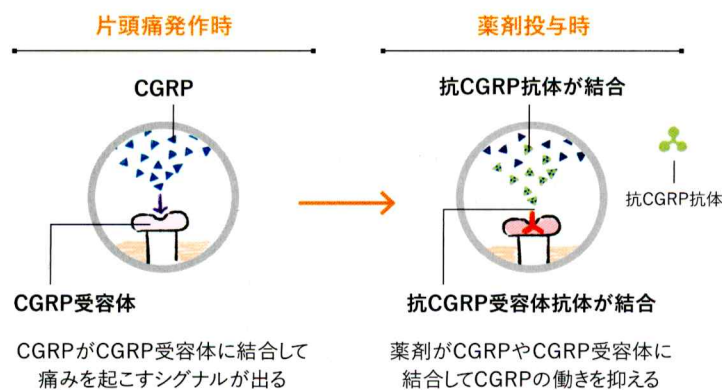 片頭痛発作時
CGRP
CGRP受容体
CGRPがCGRP受容体に結合して
痛みを起こすシグナルが出る
薬剤投与時
抗CGRP抗体が結合
抗CGRP抗体
抗CGRP受容体抗体が結合
薬剤がCGRPやCGRP受容体に
結合してCGRPの働きを抑える